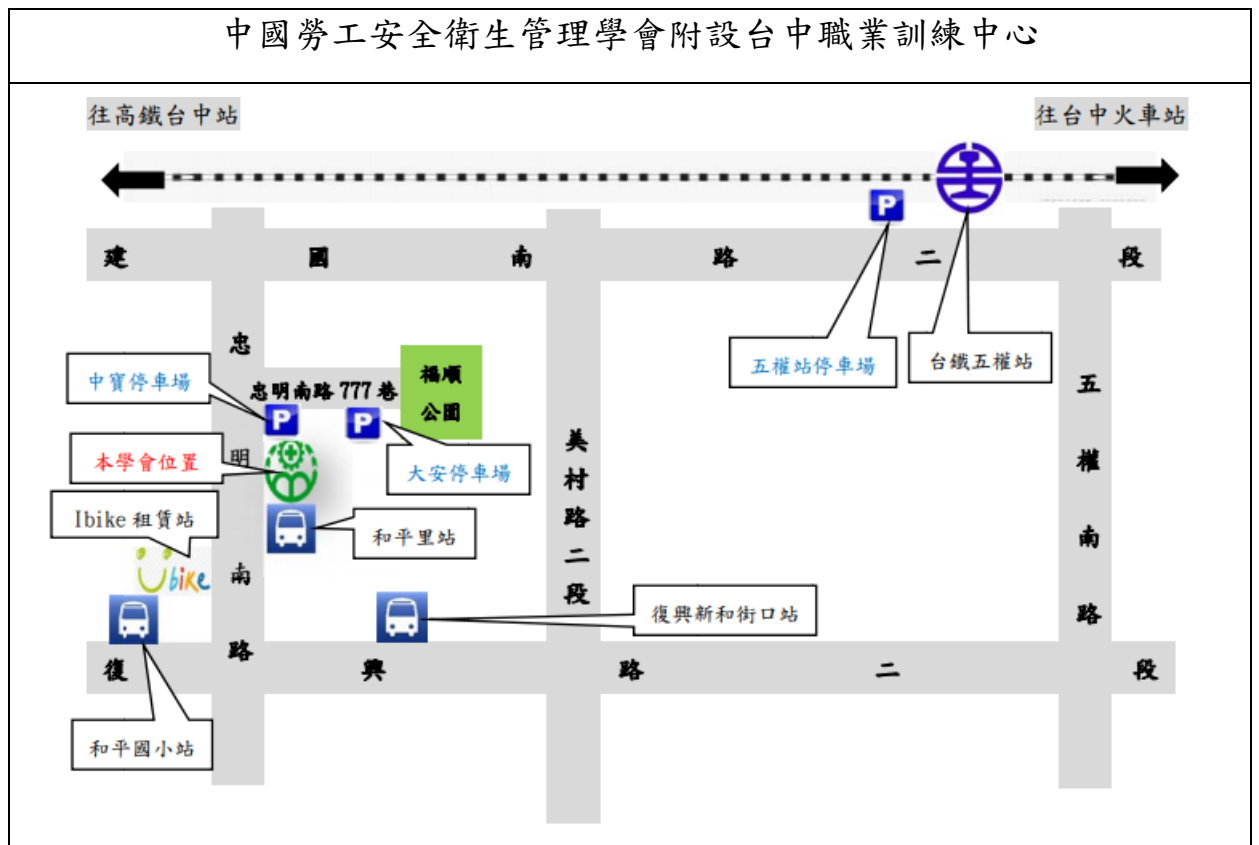 中國勞工安全衛生管理學會附設台中職業訓練中心
往高鐵台中站
往台中火車站
P
建國南路二段
五權站停車場
台鐵五權站
忠明南路
中寶停車場
忠明南路 777 巷
福順
公園
P
P
大安停車場
本學會位置
Ibike 租賃站
和平里站
Ubike
美村路二段
五權南路
復興新和街口站
復興路二段
和平國小站